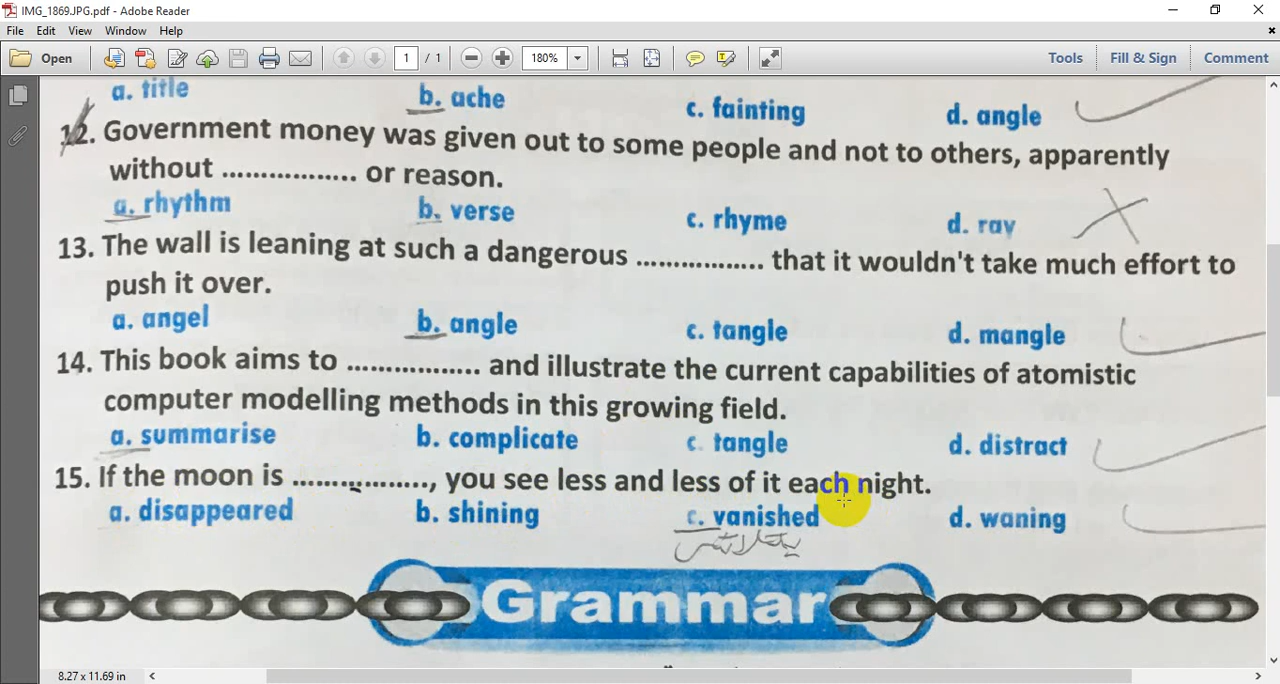 IMG_1869.JPG.pdf - Adobe Reader
File Edit View Window Help
Open 1 / 1 180% Tools Fill & Sign Comment
a. title b. ache c. fainting d. angle
12. Government money was given out to some people and not to others, apparently
without ................. or reason.
a. rhythm b. verse c. rhyme d. ray
13. The wall is leaning at such a dangerous ................. that it wouldn't take much effort to
push it over.
a. angel b. angle c. tangle d. mangle
14. This book aims to ................. and illustrate the current capabilities of atomistic
computer modelling methods in this growing field.
a. summarise b. complicate c. tangle d. distract
15. If the moon is ................., you see less and less of it each night.
a. disappeared b. shining c. vanished d. waning
Grammar
8.27 x 11.69 in